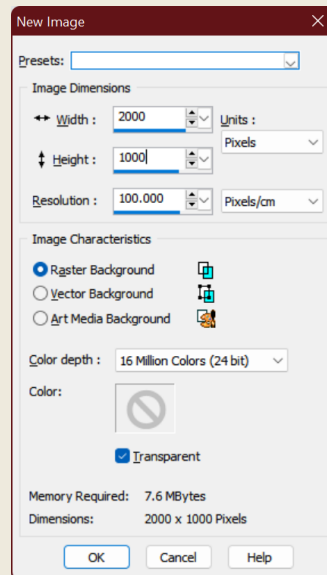 New Image
Presets:
Image Dimensions
Width : 2000 Units :
Pixels
Height : 1000
Resolution : 100.000 Pixels/cm
Image Characteristics
Raster Background
Vector Background
Art Media Background
Color depth : 16 Million Colors (24 bit)
Color:
Transparent
Memory Required: 7.6 MBytes
Dimensions: 2000 x 1000 Pixels
OK Cancel Help